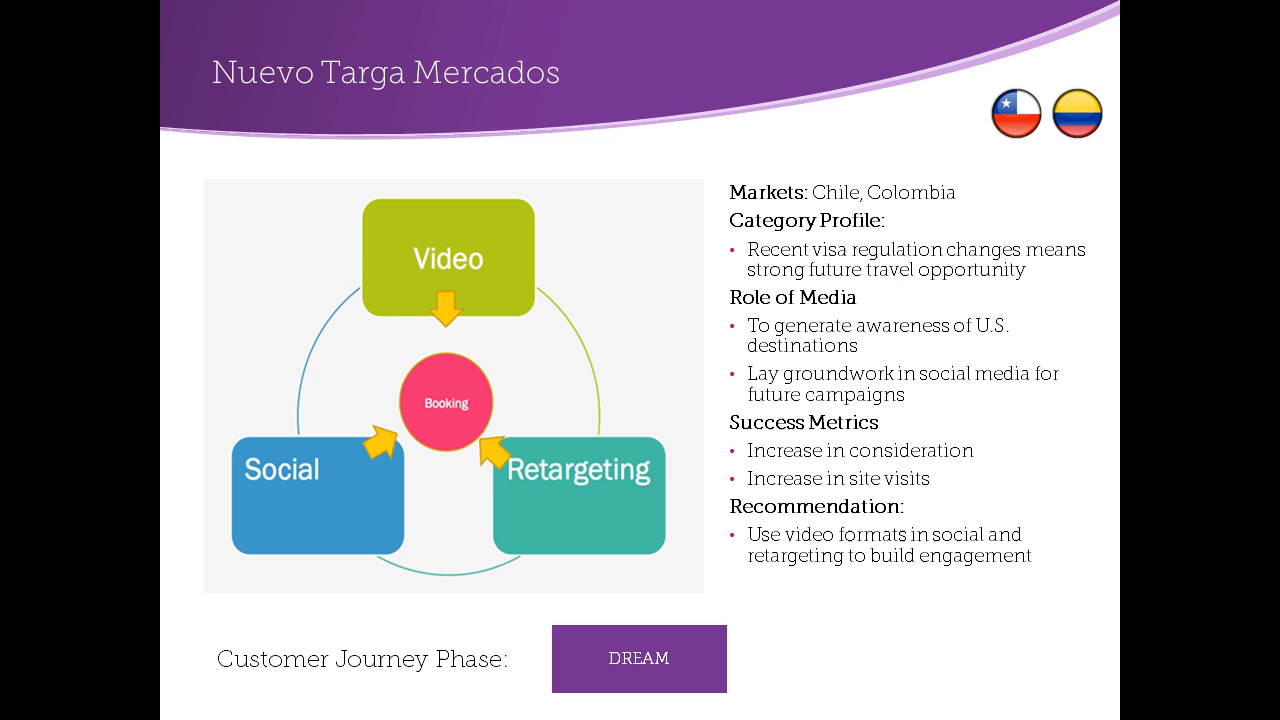 Nuevo Targa Mercados
Video
Booking
Social
Retargeting
Markets: Chile, Colombia
Category Profile:
• Recent visa regulation changes means
strong future travel opportunity
Role of Media
• To generate awareness of U.S.
destinations
• Lay groundwork in social media for
future campaigns
Success Metrics
• Increase in consideration
• Increase in site visits
Recommendation:
• Use video formats in social and
retargeting to build engagement
Customer Journey Phase:
DREAM